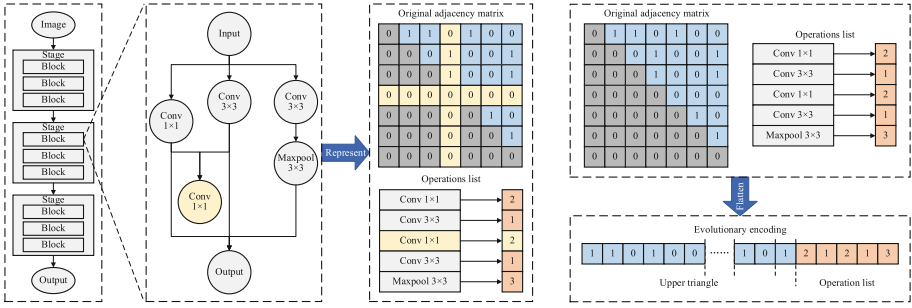 Image
Stage
Block
Block
Block
Stage
Block
Block
Block
Stage
Block
Block
Block
Output
Input
Conv
1×1
Conv
3×3
Conv
3×3
Maxpool
3×3
Conv
1×1
Output
Represent
Original adjacency matrix
0 1 1 0 1 0 0
0 0 0 1 0 0 1
0 0 0 1 0 0 1
0 0 0 0 0 0 0
0 0 0 0 0 1 0
0 0 0 0 0 0 1
0 0 0 0 0 0 0
Operations list
Conv 1×1 2
Conv 3×3 1
Conv 1×1 2
Conv 3×3 1
Maxpool 3×3 3
Original adjacency matrix
0 1 1 0 1 0 0
0 0 0 1 0 0 1
0 0 0 1 0 0 1
0 0 0 0 0 0 0
0 0 0 0 0 1 0
0 0 0 0 0 0 1
0 0 0 0 0 0 0
Operations list
Conv 1×1 2
Conv 3×3 1
Conv 1×1 2
Conv 3×3 1
Maxpool 3×3 3
Flatten
Evolutionary encoding
1 1 0 1 0 0 ...... 1 0 1 2 1 2 1 3
Upper triangle Operation list